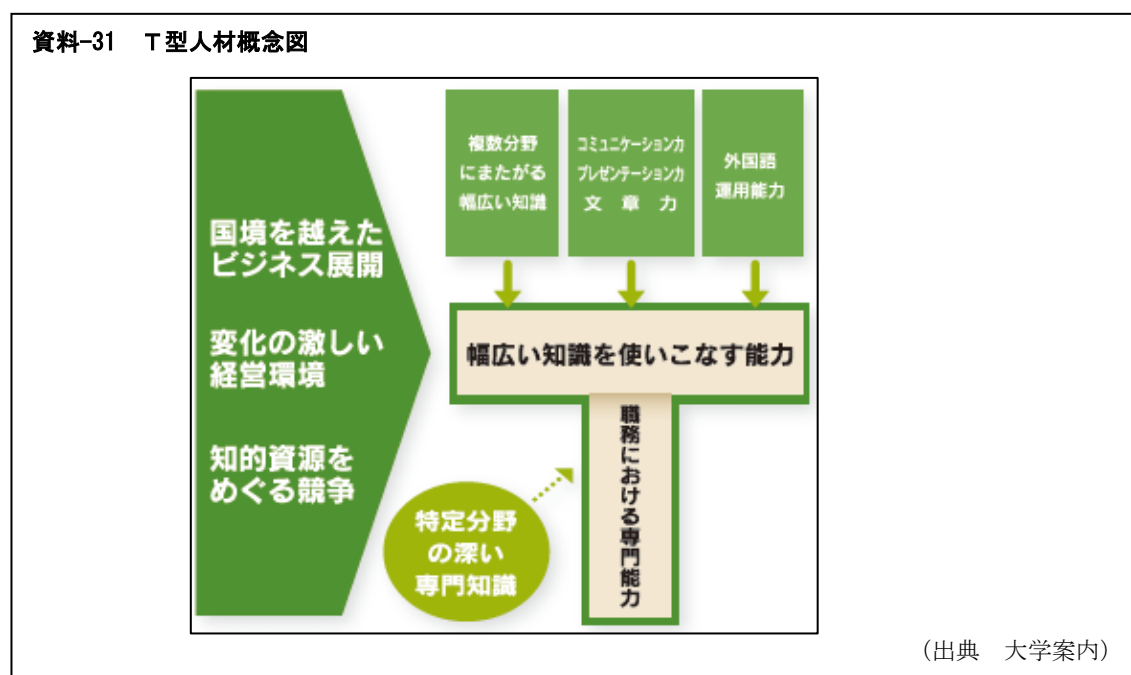 資料-31　Ｔ型人材概念図
国境を越えた
ビジネス展開
変化の激しい
経営環境
知的資源を
めぐる競争
複数分野
にまたがる
幅広い知識
コミュニケーション力
プレゼンテーション力
文章力
外国語
運用能力
幅広い知識を使いこなす能力
職務における専門能力
特定分野
の深い
専門知識
（出典　大学案内）